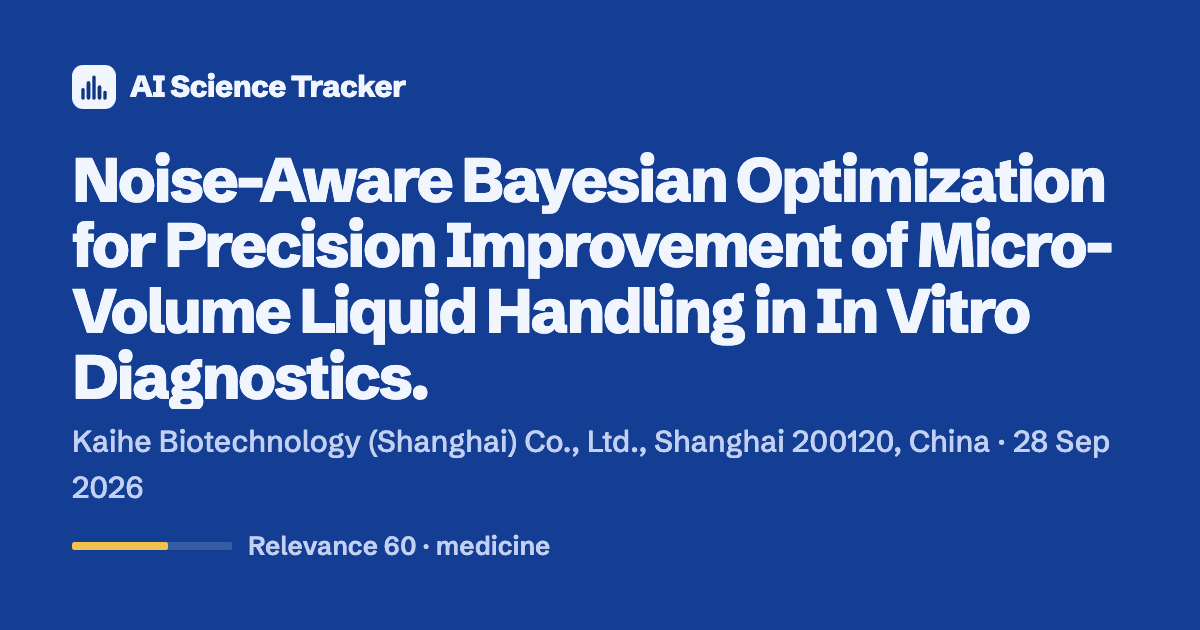 AI Science Tracker
Noise-Aware Bayesian Optimization
for Precision Improvement of Micro-
Volume Liquid Handling in In Vitro
Diagnostics.
Kaihe Biotechnology (Shanghai) Co., Ltd., Shanghai 200120, China · 28 Sep
2026
Relevance 60 · medicine